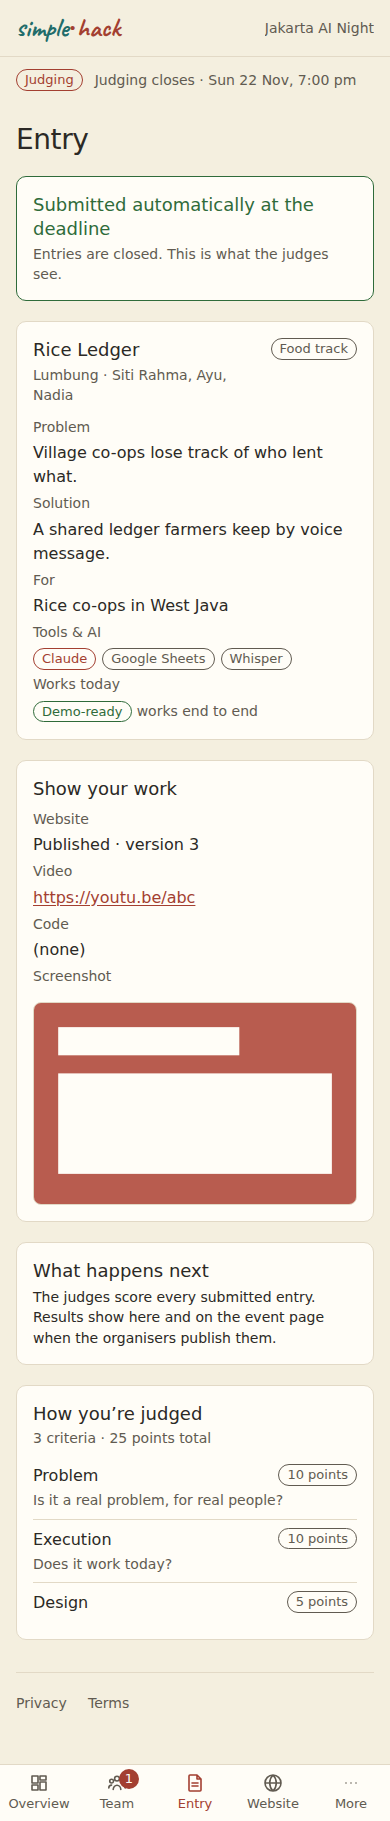 simple·hack
Jakarta AI Night
Judging
Judging closes · Sun 22 Nov, 7:00 pm
Entry
Submitted automatically at the
deadline
Entries are closed. This is what the judges
see.
Rice Ledger
Food track
Lumbung · Siti Rahma, Ayu,
Nadia
Problem
Village co-ops lose track of who lent
what.
Solution
A shared ledger farmers keep by voice
message.
For
Rice co-ops in West Java
Tools & AI
Claude Google Sheets Whisper
Works today
Demo-ready works end to end
Show your work
Website
Published · version 3
Video
https://youtu.be/abc
Code
(none)
Screenshot
What happens next
The judges score every submitted entry.
Results show here and on the event page
when the organisers publish them.
How you’re judged
3 criteria · 25 points total
Problem
10 points
Is it a real problem, for real people?
Execution
10 points
Does it work today?
Design
5 points
Privacy Terms
1
Overview Team Entry Website More